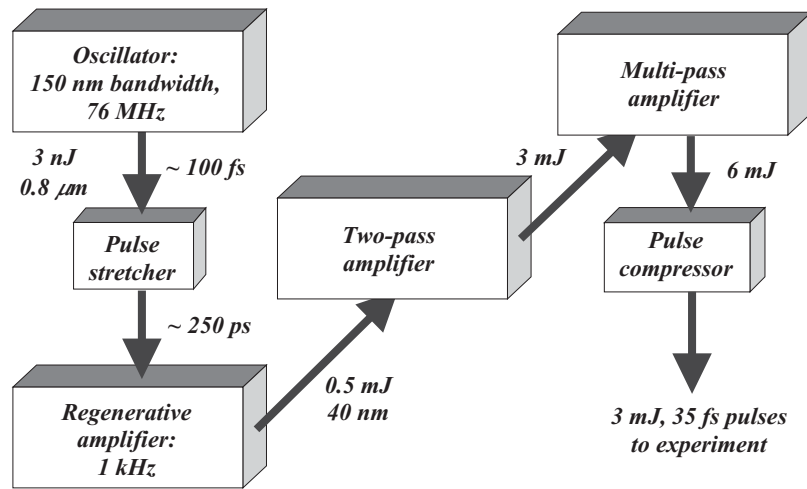 Oscillator:
150 nm bandwidth,
76 MHz
3 nJ
0.8 μm
~ 100 fs
Pulse
stretcher
~ 250 ps
Regenerative
amplifier:
1 kHz
0.5 mJ
40 nm
Two-pass
amplifier
3 mJ
Multi-pass
amplifier
6 mJ
Pulse
compressor
3 mJ, 35 fs pulses
to experiment